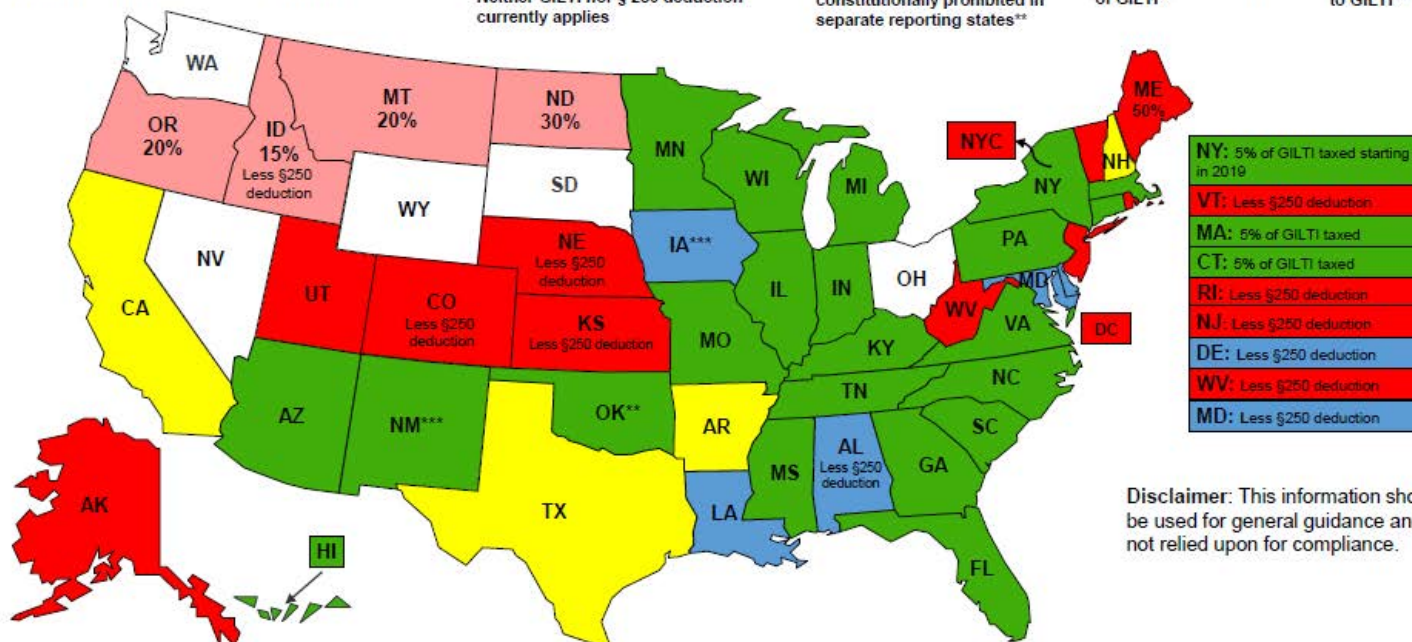 currently applies
constitutionally prohibited in
separate reporting states**
to GILTI
WA
OR
20%
ID
15%
Less §250
deduction
MT
20%
ND
30%
MN
SD
WY
NV
CA
UT
CO
Less §250
deduction
NE
Less §250
deduction
KS
Less §250 deduction
IA***
WI
MI
IL
IN
OH
MO
KY
WV
VA
PA
NY
NYC
NH
ME
50%
MD
DC
AZ
NM***
OK**
TX
AR
LA
MS
AL
Less §250
deduction
TN
NC
SC
GA
FL
AK
HI
NY: 5% of GILTI taxed starting
in 2019
VT: Less §250 deduction
MA: 5% of GILTI taxed
CT: 5% of GILTI taxed
RI: Less §250 deduction
NJ: Less §250 deduction
DE: Less §250 deduction
WV: Less §250 deduction
MD: Less §250 deduction
Disclaimer: This information sho
be used for general guidance an
not relied upon for compliance.